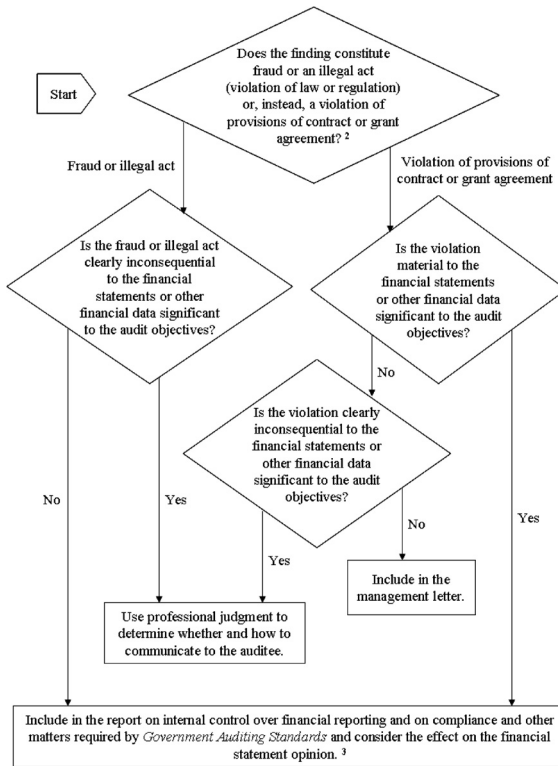 Does the finding constitute
fraud or an illegal act
(violation of law or regulation)
or, instead, a violation of
provisions of contract or grant
agreement? 2
Start
Fraud or illegal act
Violation of provisions of
contract or grant agreement
Is the fraud or illegal act
clearly inconsequential
to the financial
statements or other
financial data significant
to the audit objectives?
Is the violation
material to the
financial statements
or other financial data
significant to the audit
objectives?
No
Is the violation clearly
inconsequential to the
financial statements or
other financial data
significant to the audit
objectives?
No
Yes
Yes
No
Yes
Include in the
management letter.
Use professional judgment to
determine whether and how to
communicate to the auditee.
Include in the report on internal control over financial reporting and on compliance and other
matters required by Government Auditing Standards and consider the effect on the financial
statement opinion. 3